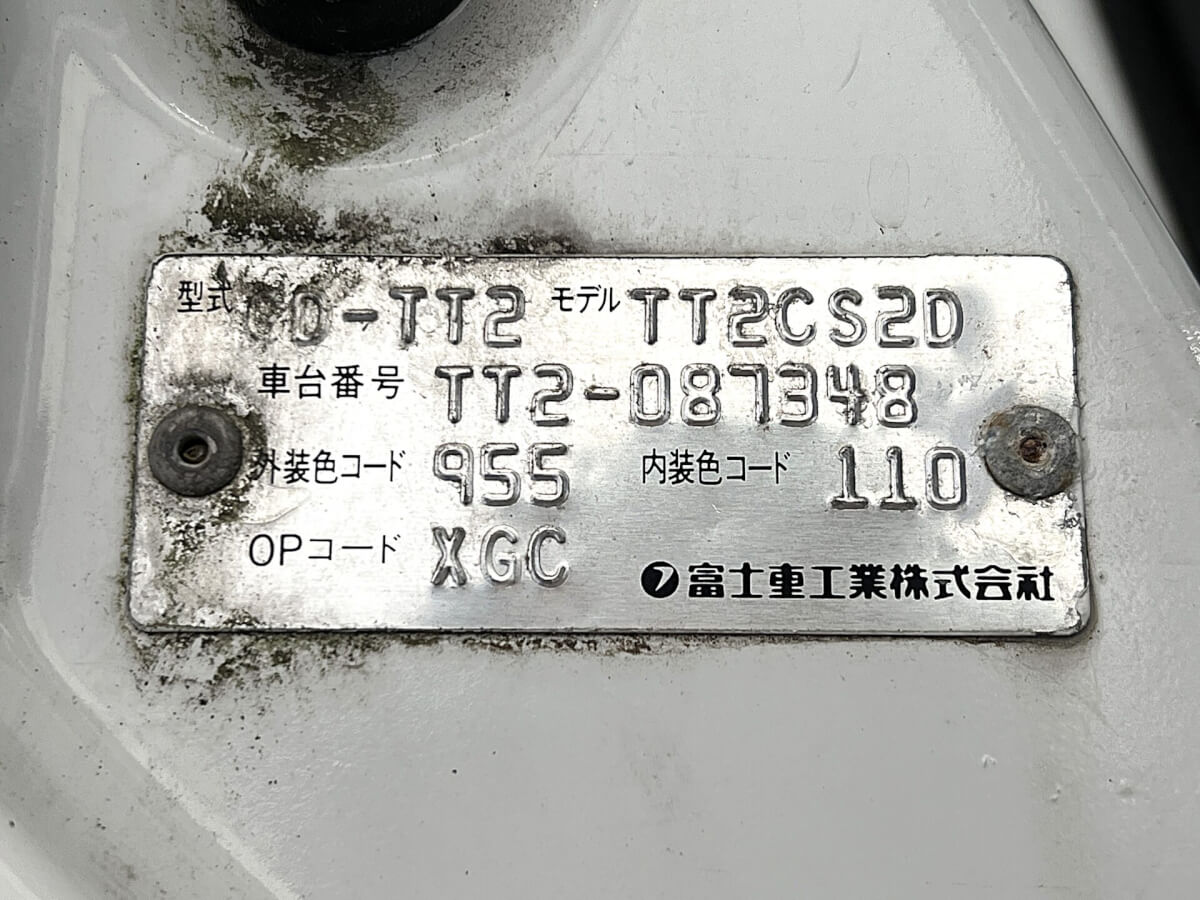 型式 GD-TT2 モデル TT2CS2D
車台番号 TT2-087348
外装色コード 955 内装色コード 110
OPコード XGC
富士重工業株式会社